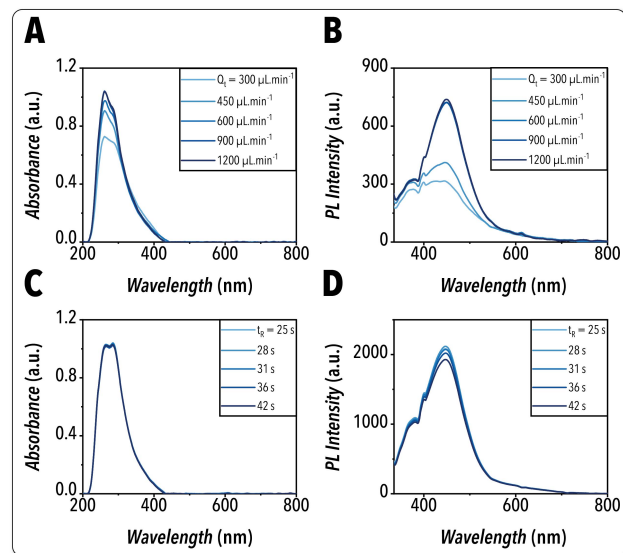 A
Absorbance (a.u.)
1.2
0.8
0.4
0.0
200 400 600 800
Wavelength (nm)
Qt = 300 µL.min-1
450 µL.min-1
600 µL.min-1
900 µL.min-1
1200 µL.min-1
B
PL Intensity (a.u.)
900
600
300
0
400 600 800
Wavelength (nm)
Qt = 300 µL.min-1
450 µL.min-1
600 µL.min-1
900 µL.min-1
1200 µL.min-1
C
Absorbance (a.u.)
1.2
0.8
0.4
0.0
200 400 600 800
Wavelength (nm)
tR = 25 s
28 s
31 s
36 s
42 s
D
PL Intensity (a.u.)
2000
1000
0
400 600 800
Wavelength (nm)
tR = 25 s
28 s
31 s
36 s
42 s